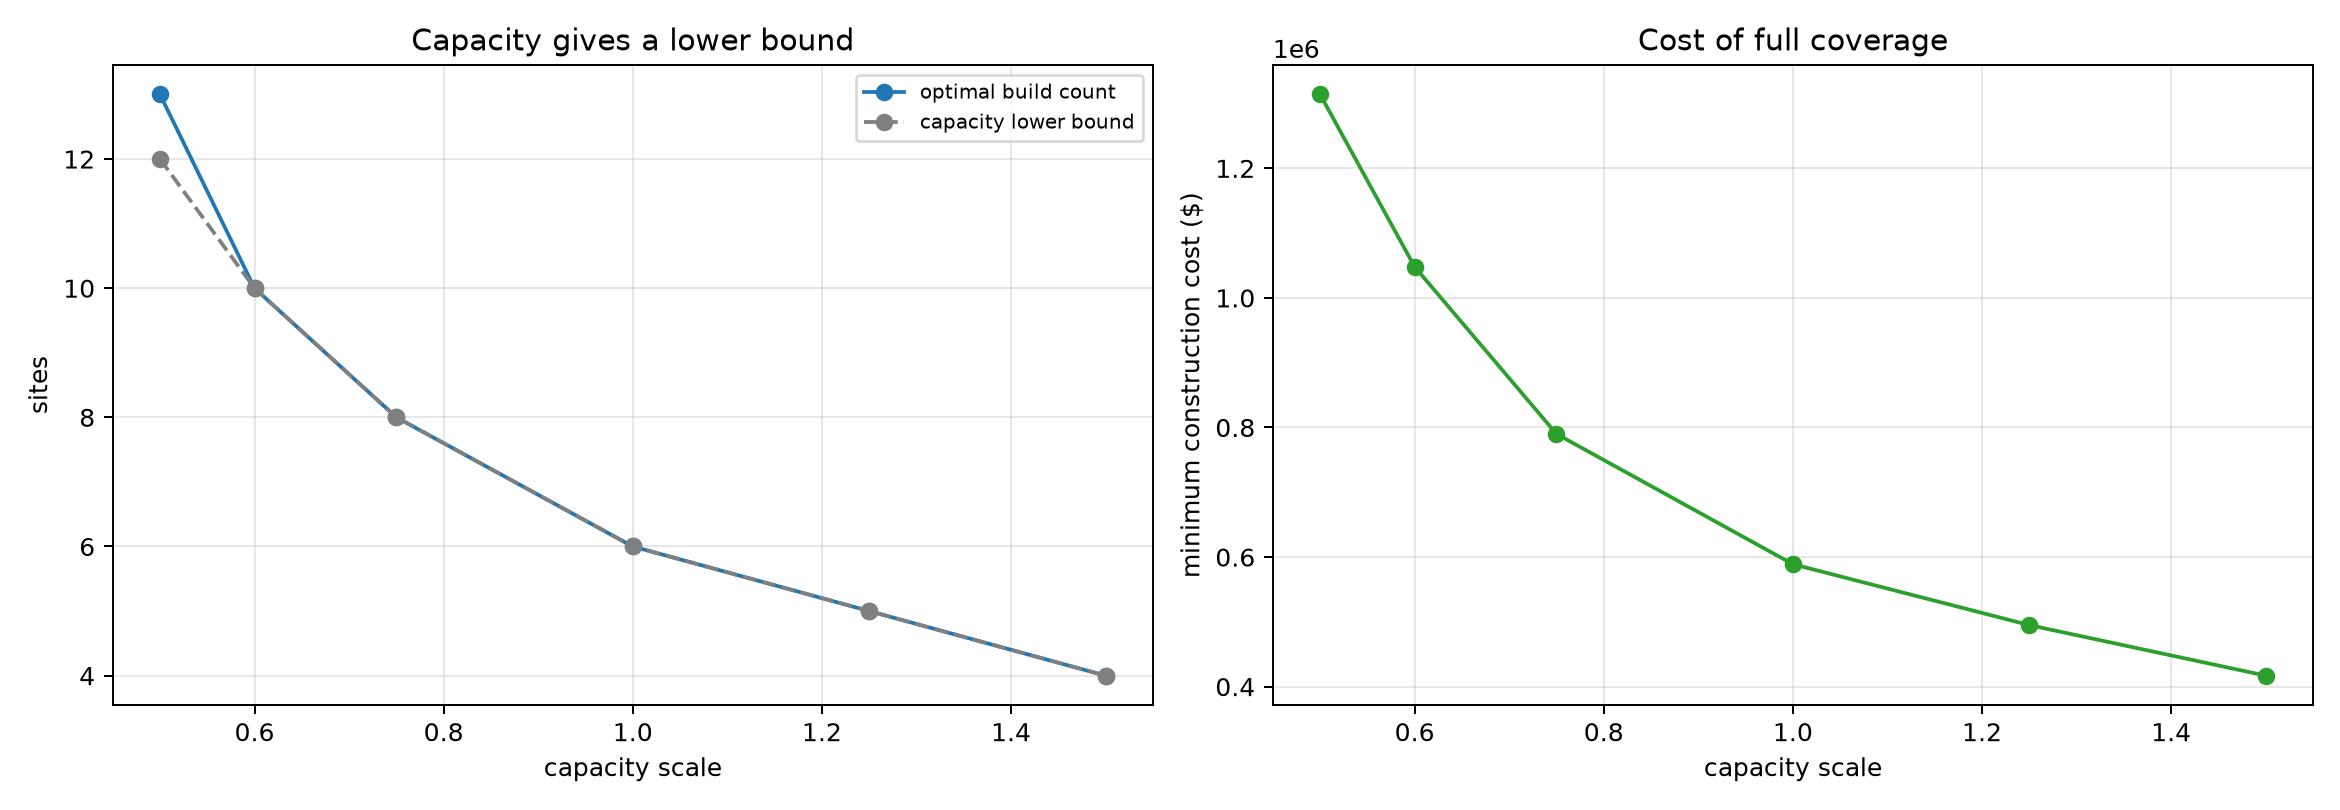 Capacity gives a lower bound
optimal build count
capacity lower bound
12
10
8
6
4
sites
0.6 0.8 1.0 1.2 1.4
capacity scale
Cost of full coverage
1e6
1.2
1.0
0.8
0.6
0.4
minimum construction cost ($)
0.6 0.8 1.0 1.2 1.4
capacity scale